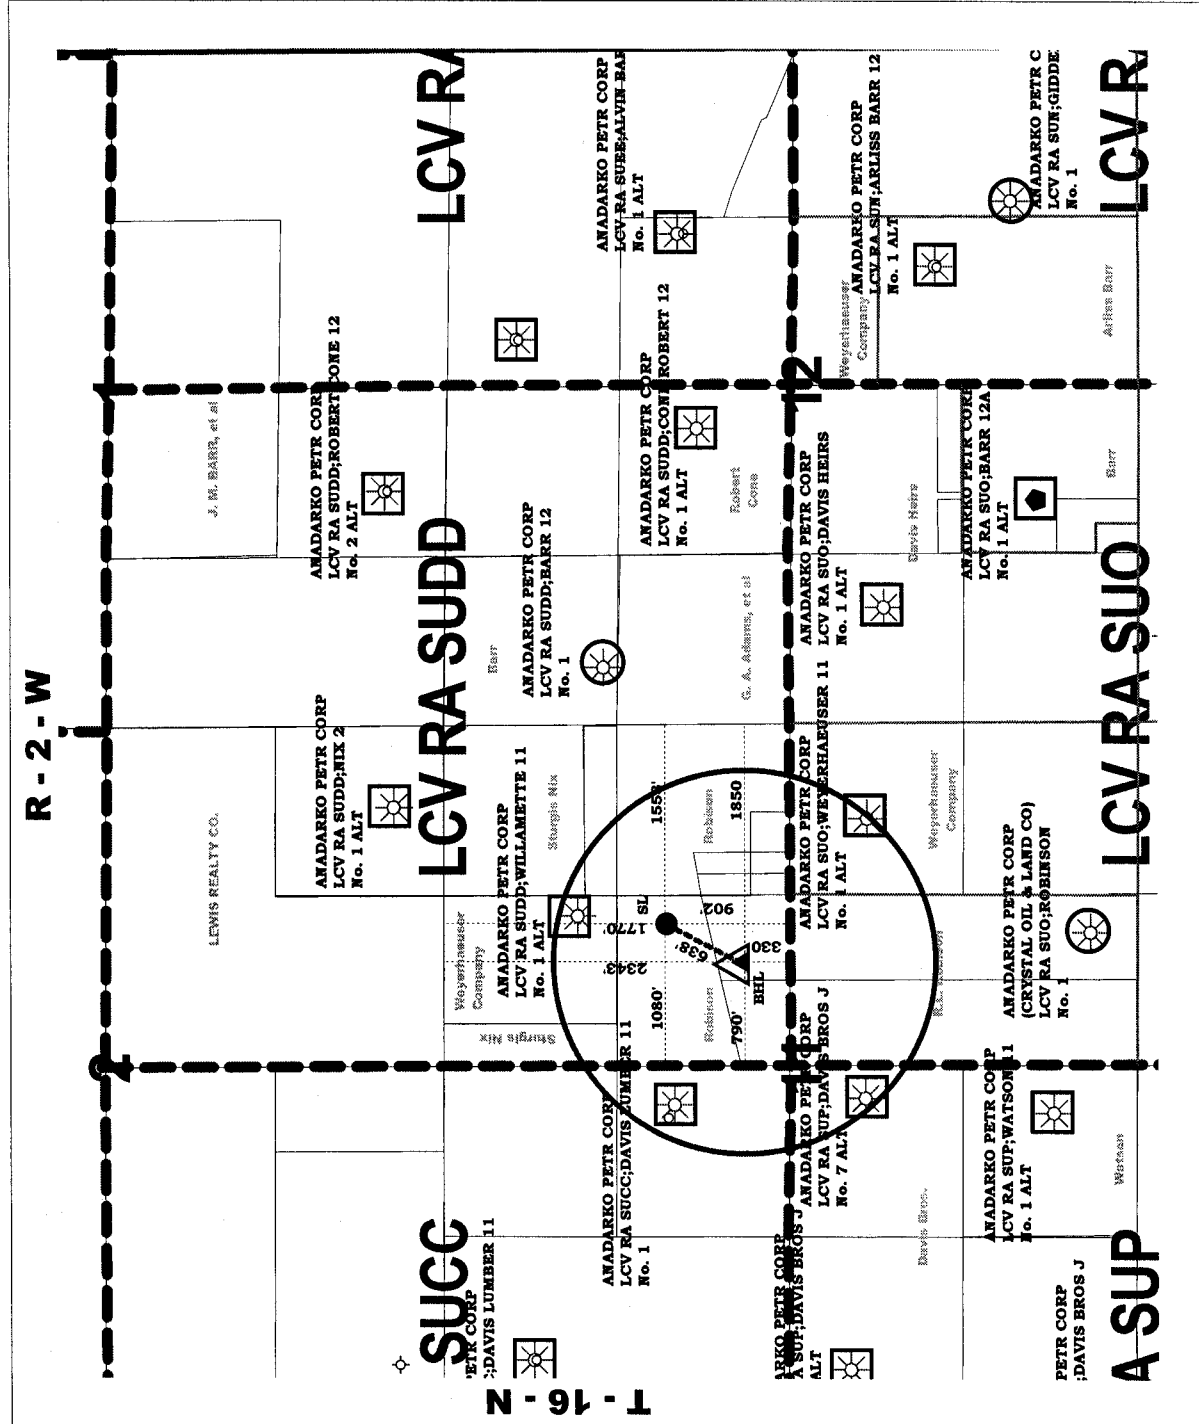 R - 2 - W
T - 16 - N
LCV RA
ANADARKO PETR CORP
LCV RA SUEE;ALVIN BAR
No. 1 ALT
ANADARKO PETR CORP
LCV RA SUN;ARLISS BARR 12
No. 1 ALT
ANADARKO PETR C
LCV RA SUN;GIDDE
No. 1
LCV R
Weyerhaeuser
Company
Arliss Barr
J. M. BARR, et al
ANADARKO PETR CORP
LCV RA SUDD;ROBERT CONE 12
No. 2 ALT
ANADARKO PETR CORP
LCV RA SUDD;CONE ROBERT 12
No. 1 ALT
Robert
Cone
12
LCV RA SUDD
Barr
ANADARKO PETR CORP
LCV RA SUDD;BARR 12
No. 1
G. A. Adams, et al
ANADARKO PETR CORP
LCV RA SUO;DAVIS HEIRS
No. 1 ALT
Davis Heirs
ANADARKO PETR CORP
LCV RA SUO;BARR 12A
No. 1 ALT
Barr
LCV RA SUO
LEWIS REALTY CO.
ANADARKO PETR CORP
LCV RA SUDD;NIX 2
No. 1 ALT
ANADARKO PETR CORP
LCV RA SUDD;WILLAMETTE 11
No. 1 ALT
Sturgis Nix
Weyerhaeuser
Company
Sturgis
Nix
1850
Robison
SL
1770'
902'
2343'
638'
330'
BHL
1080'
790'
Robison
ANADARKO PETR CORP
LCV RA SUO;WEYERHAEUSER 11
No. 1 ALT
Weyerhaeuser
Company
ANADARKO PETR CORP
(CRYSTAL OIL & LAND CO)
LCV RA SUO;ROBINSON
No. 1
2
11
ANADARKO PETR CORP
LCV RA SUCC;DAVIS LUMBER 11
No. 1
ANADARKO PETR CORP
LCV RA SUP;DAVIS BROS J
No. 7 ALT
ANADARKO PETR CORP
LCV RA SUP;WATSON 11
No. 1 ALT
Watson
Davis Bros.
SUCC
ETR CORP
;DAVIS LUMBER 11
ARKO PETR CORP
A SUP;DAVIS BROS J
ALT
PETR CORP
;DAVIS BROS J
A SUP